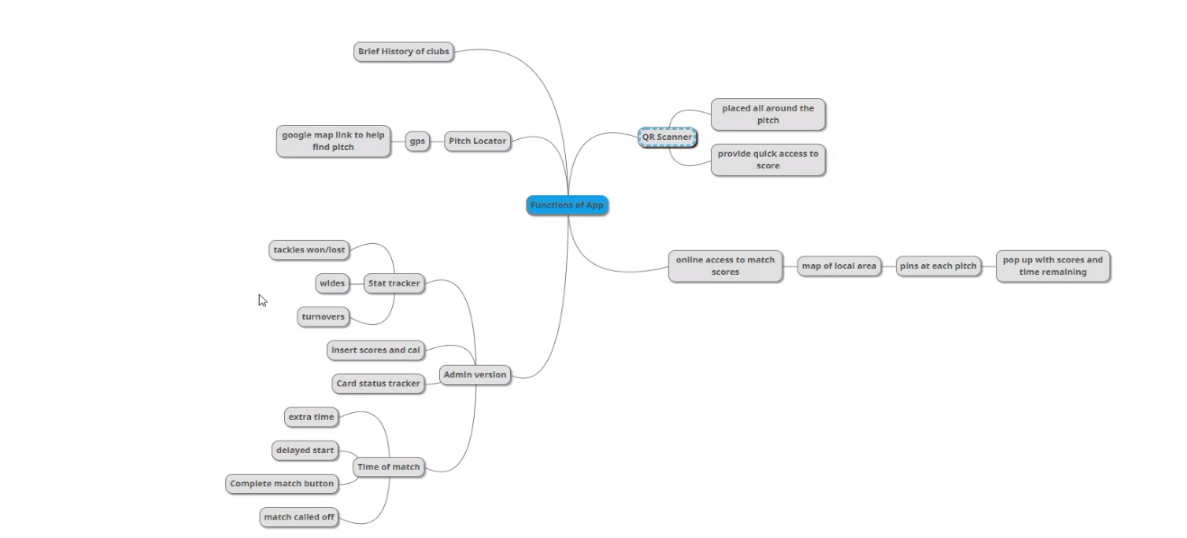 Brief History of clubs
google map link to help
find pitch
gps
Pitch Locator
QR Scanner
placed all around the
pitch
provide quick access to
score
Functions of App
online access to match
scores
map of local area
pins at each pitch
pop up with scores and
time remaining
tackles won/lost
wides
turnovers
Stat tracker
insert scores and cal
Card status tracker
Admin version
extra time
delayed start
Complete match button
match called off
Time of match